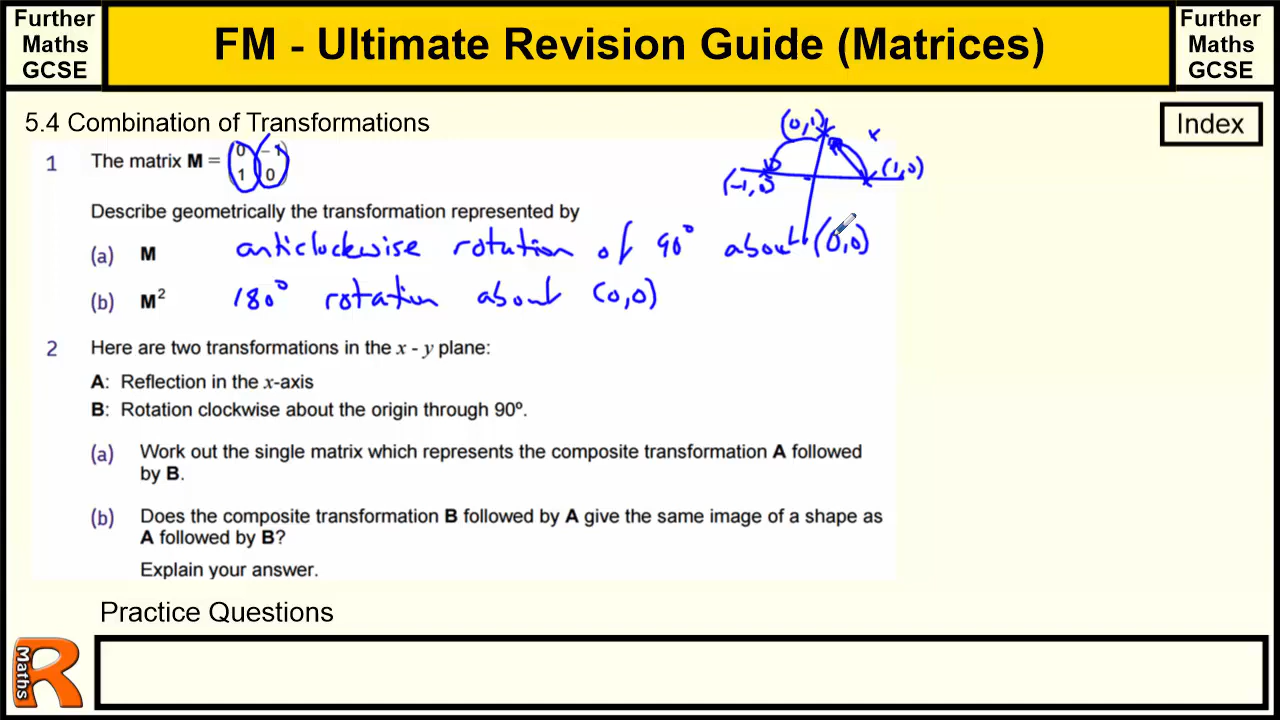 Further
Maths
GCSE
FM - Ultimate Revision Guide (Matrices)
Further
Maths
GCSE
5.4 Combination of Transformations
Index
1 The matrix M = (0 -1
1 0)
(0,1)
x
(1,0)
(-1,0)
Describe geometrically the transformation represented by
(a) M anticlockwise rotation of 90° about (0,0)
(b) M² 180° rotation about (0,0)
2 Here are two transformations in the x - y plane:
A: Reflection in the x-axis
B: Rotation clockwise about the origin through 90º.
(a) Work out the single matrix which represents the composite transformation A followed
by B.
(b) Does the composite transformation B followed by A give the same image of a shape as
A followed by B?
Explain your answer.
Practice Questions
R
Maths